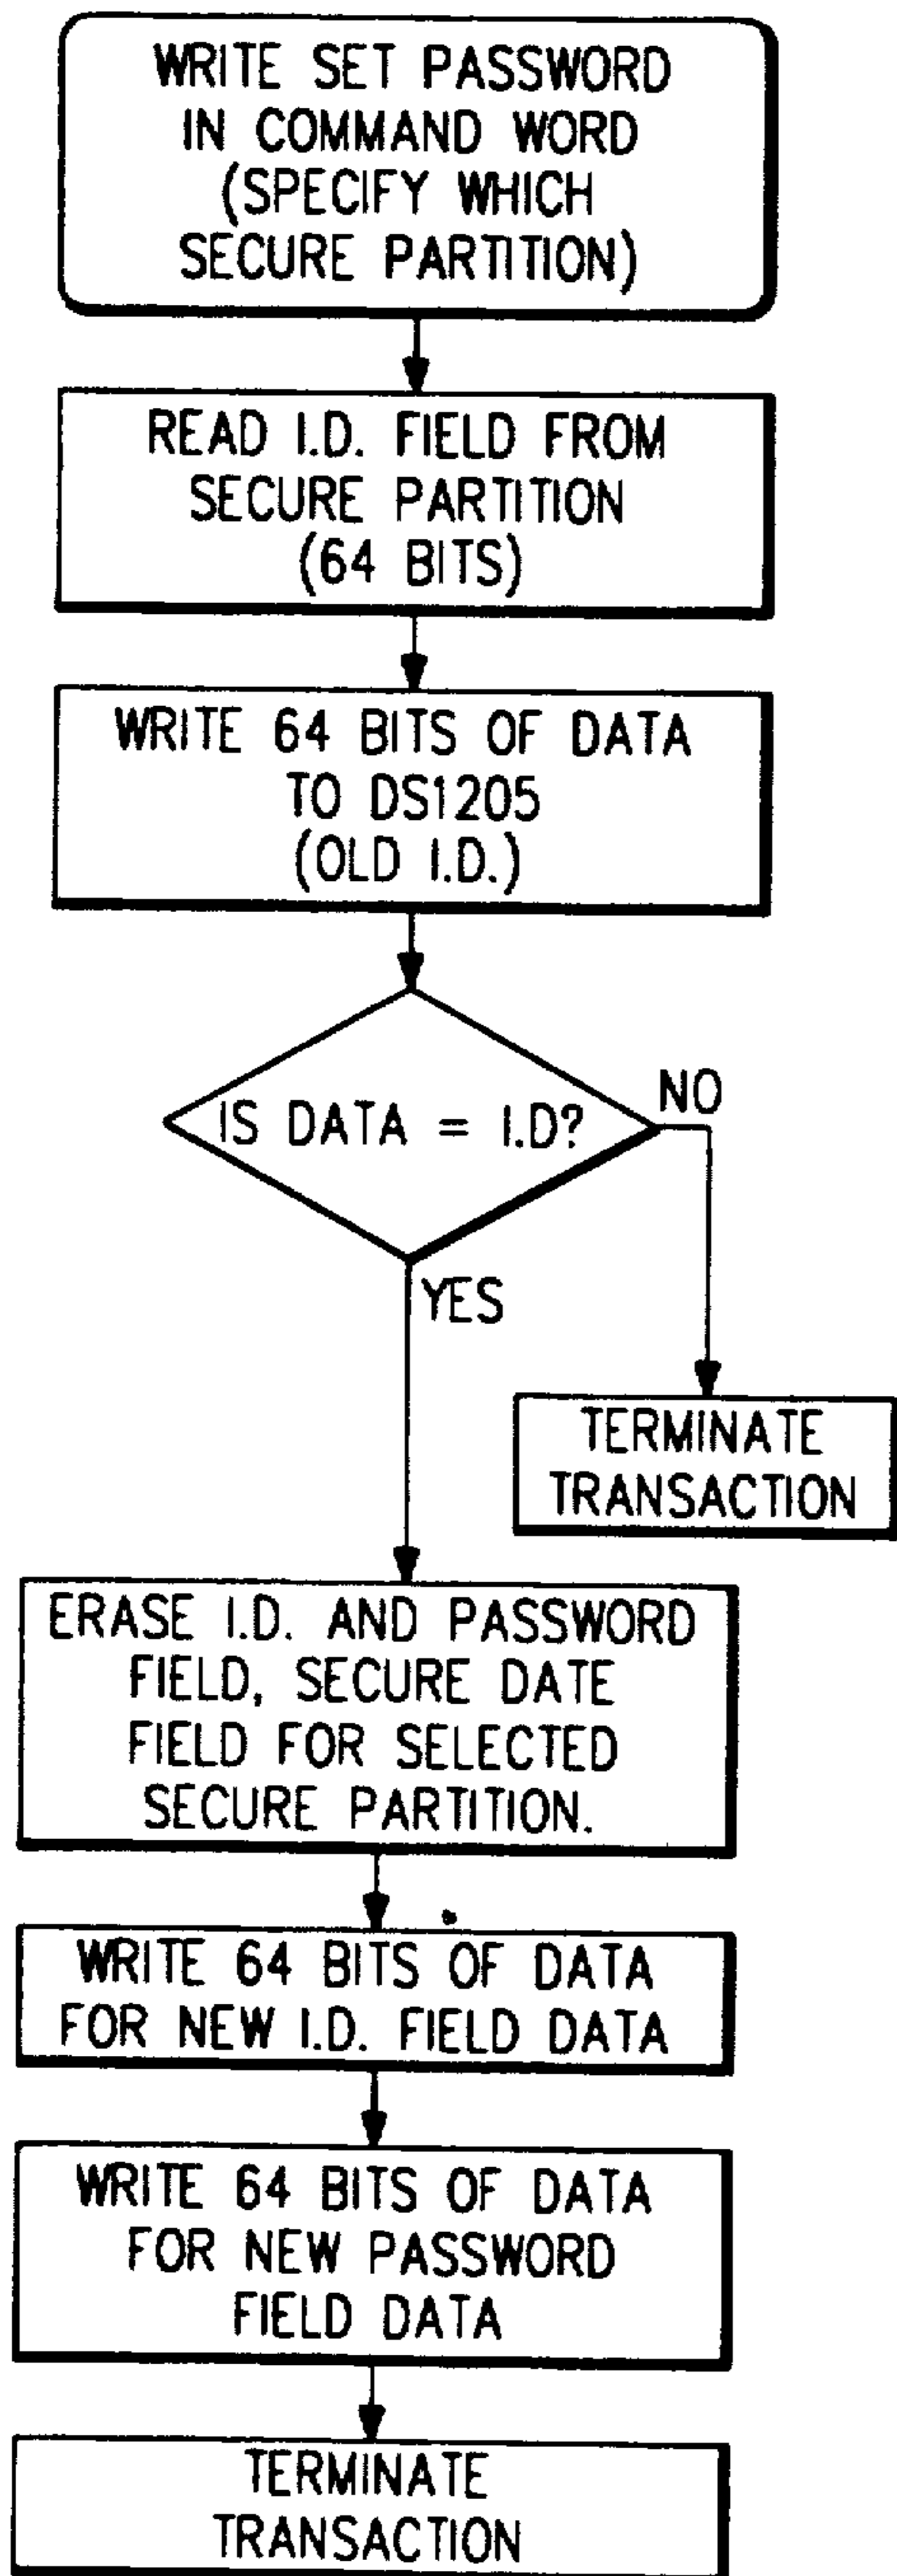 WRITE SET PASSWORD
IN COMMAND WORD
(SPECIFY WHICH
SECURE PARTITION)
READ I.D. FIELD FROM
SECURE PARTITION
(64 BITS)
WRITE 64 BITS OF DATA
TO DS1205
(OLD I.D.)
IS DATA = I.D?
NO
YES
TERMINATE
TRANSACTION
ERASE I.D. AND PASSWORD
FIELD, SECURE DATE
FIELD FOR SELECTED
SECURE PARTITION.
WRITE 64 BITS OF DATA
FOR NEW I.D. FIELD DATA
WRITE 64 BITS OF DATA
FOR NEW PASSWORD
FIELD DATA
TERMINATE
TRANSACTION